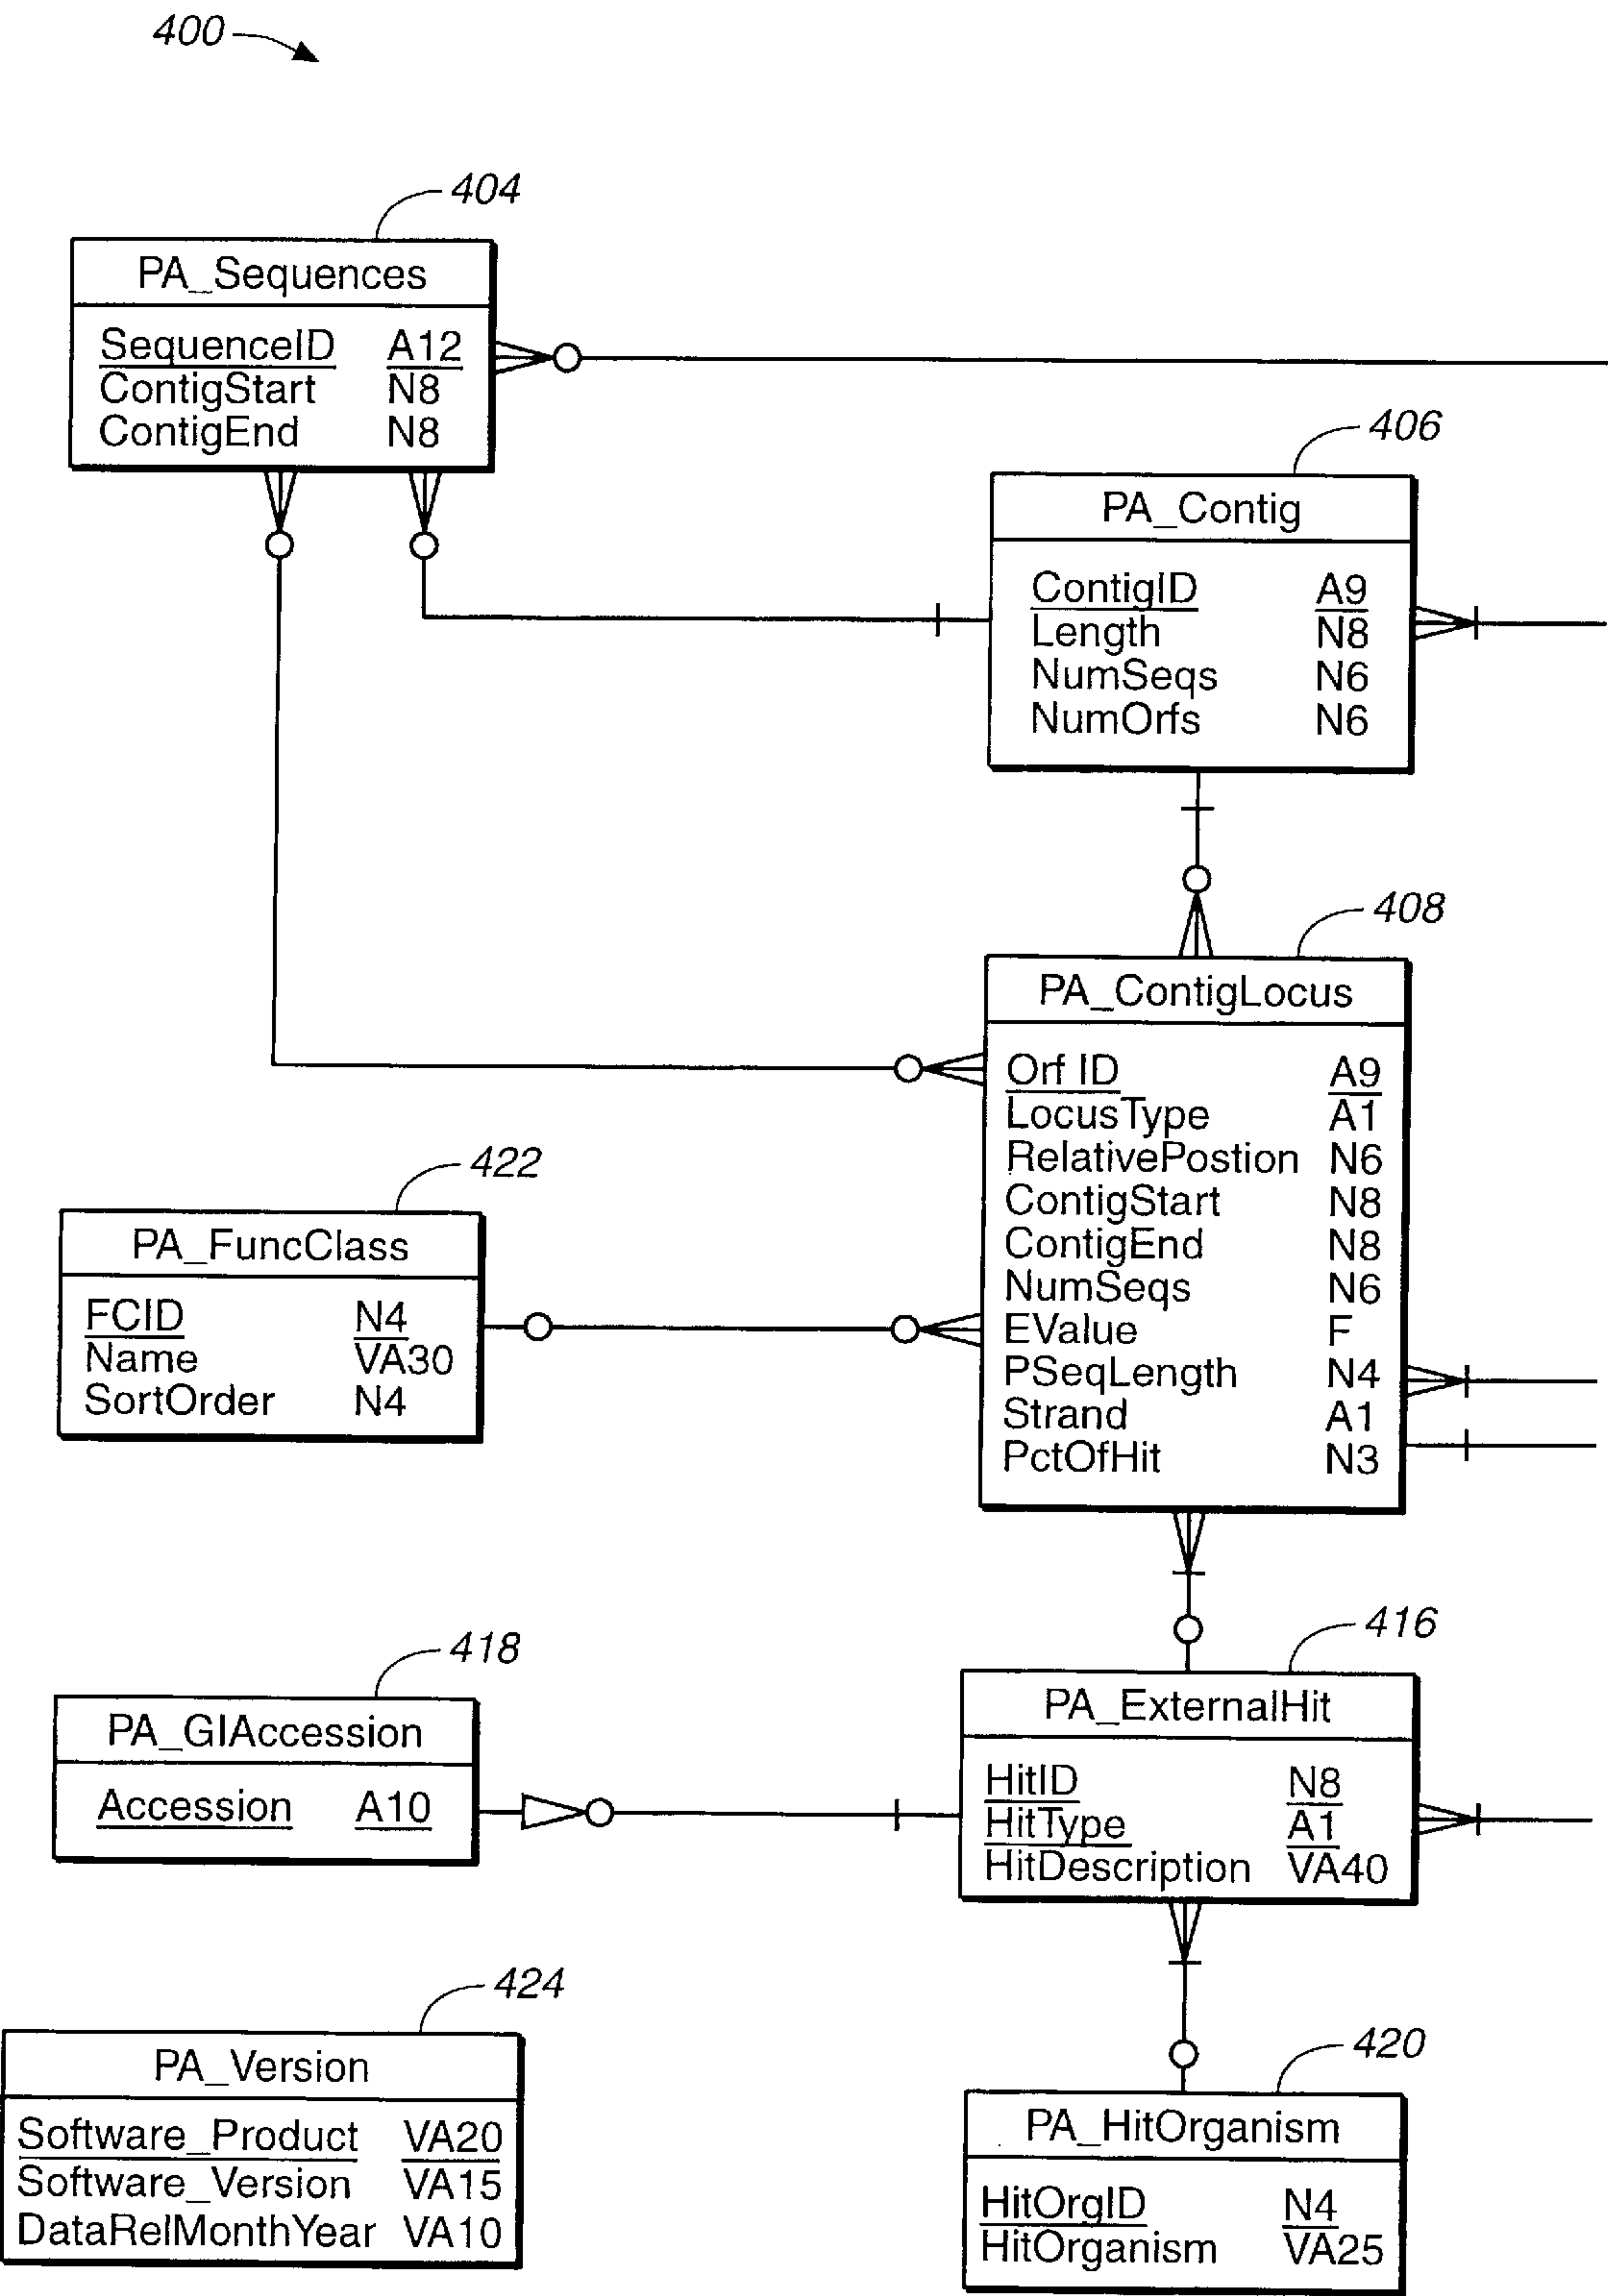 400
404
PA_Sequences
SequenceID A12
ContigStart N8
ContigEnd N8
406
PA_Contig
ContigID A9
Length N8
NumSeqs N6
NumOrfs N6
408
PA_ContigLocus
Orf ID A9
LocusType A1
RelativePostion N6
ContigStart N8
ContigEnd N8
NumSeqs N6
EValue F
PSeqLength N4
Strand A1
PctOfHit N3
422
PA_FuncClass
FCID N4
Name VA30
SortOrder N4
418
PA_GIAccession
Accession A10
416
PA_ExternalHit
HitID N8
HitType A1
HitDescription VA40
424
PA_Version
Software_Product VA20
Software_Version VA15
DataRelMonthYear VA10
420
PA_HitOrganism
HitOrgID N4
HitOrganism VA25